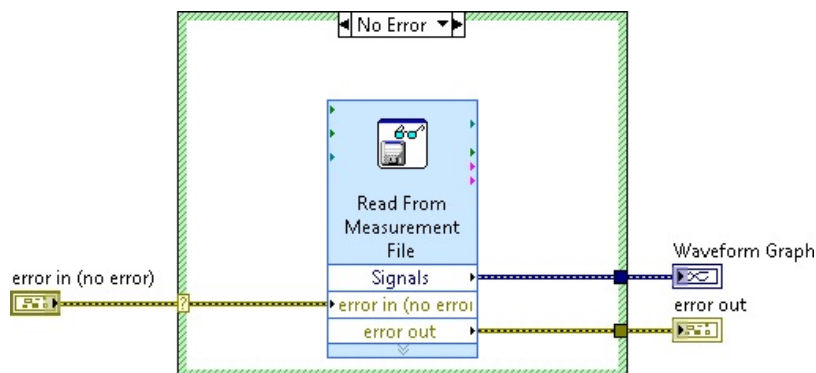 No Error
Read From
Measurement
File
Signals
error in (no error)
error in (no erro
error out
Waveform Graph
error out
?